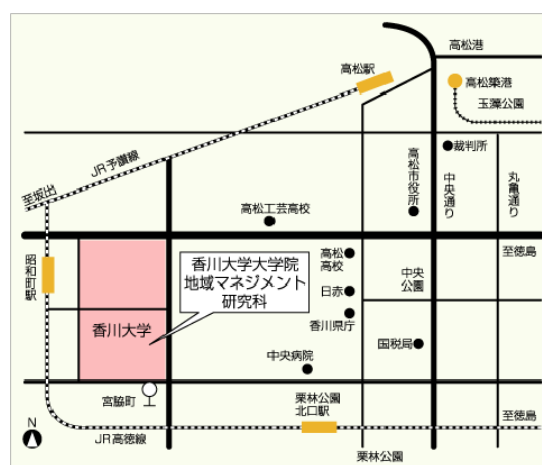 高松港
高松駅
高松築港
玉藻公園
JR予讃線
裁判所
高松市役所
中央通り
丸亀通り
至坂出
高松工芸高校
至徳島
昭和町駅
香川大学大学院
地域マネジメント
研究科
高松
高校
中央
公園
日赤
香川県庁
香川大学
国税局
中央病院
宮脇町
栗林公園
北口駅
至徳島
N
JR高徳線
栗林公園